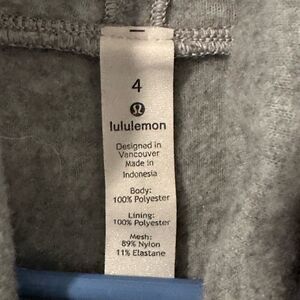 4
lululemon
Designed in
Vancouver
Made in
Indonesia
Body:
100% Polyester
Lining:
100% Polyester
Mesh:
89% Nylon
11% Elastane